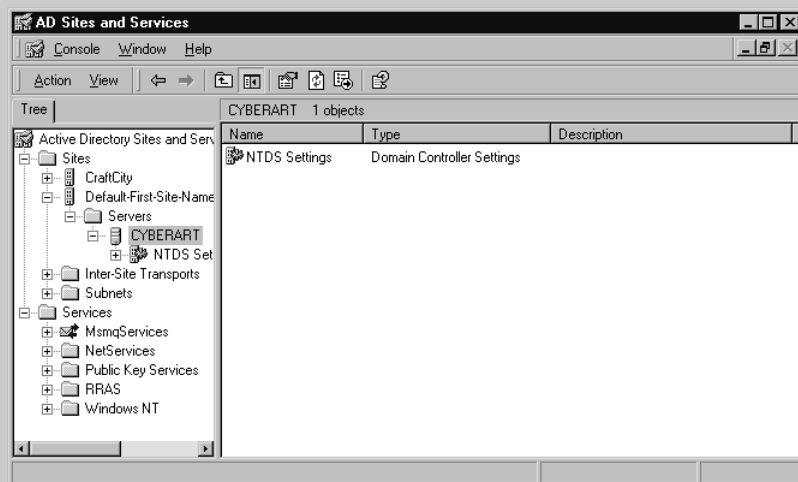 AD Sites and Services
Console Window Help
Action View
Tree
CYBERART 1 objects
Name Type Description
Active Directory Sites and Serv
NTDS Settings Domain Controller Settings
Sites
CraftCity
Default-First-Site-Name
Servers
CYBERART
NTDS Set
Inter-Site Transports
Subnets
Services
MsmqServices
NetServices
Public Key Services
RRAS
Windows NT